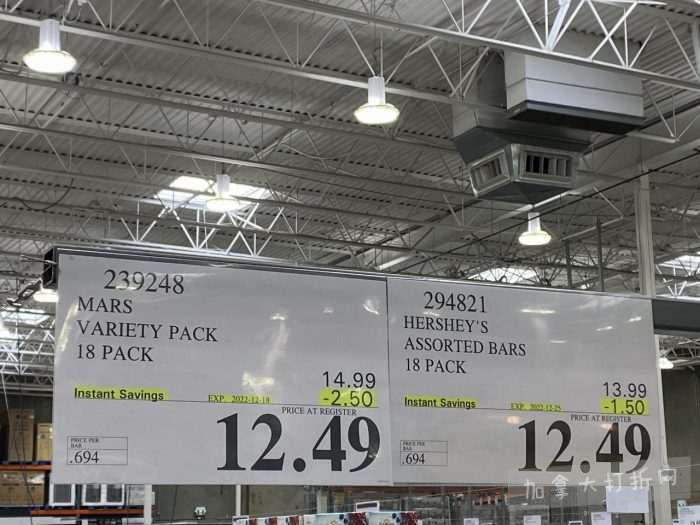 239248
MARS
VARIETY PACK
18 PACK
14.99
Instant Savings EXP. 2022-12-18 -2.50
PRICE AT REGISTER
12.49
PRICE PER
BAR
.694
294821
HERSHEY'S
ASSORTED BARS
18 PACK
13.99
Instant Savings EXP. 2022-12-25 -1.50
PRICE AT REGISTER
12.49
PRICE PER
BAR
.694
加拿大打折网